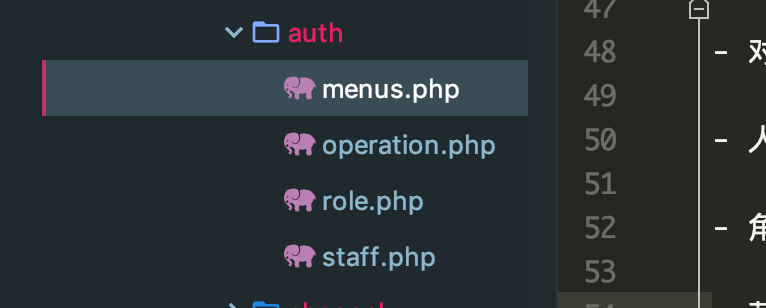 auth
menus.php
operation.php
role.php
staff.php
47
48 - 对
49
50 - 人
51
52 - 角
53